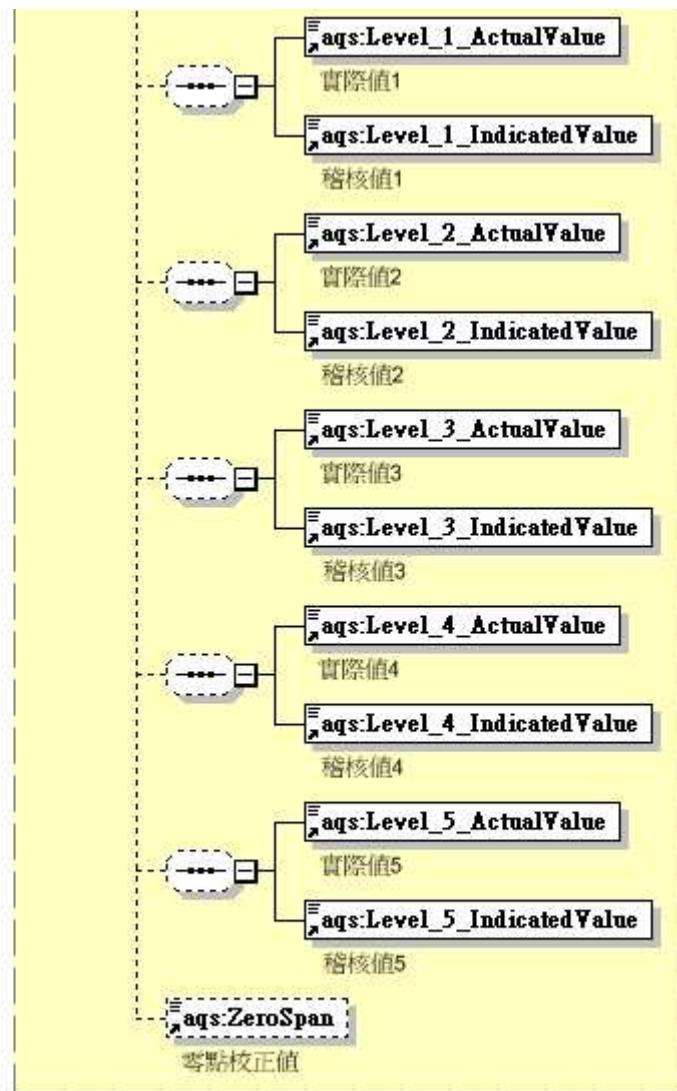 aqs:Level_1_ActualValue
實際值1
aqs:Level_1_IndicatedValue
稽核值1
aqs:Level_2_ActualValue
實際值2
aqs:Level_2_IndicatedValue
稽核值2
aqs:Level_3_ActualValue
實際值3
aqs:Level_3_IndicatedValue
稽核值3
aqs:Level_4_ActualValue
實際值4
aqs:Level_4_IndicatedValue
稽核值4
aqs:Level_5_ActualValue
實際值5
aqs:Level_5_IndicatedValue
稽核值5
aqs:ZeroSpan
零點校正值